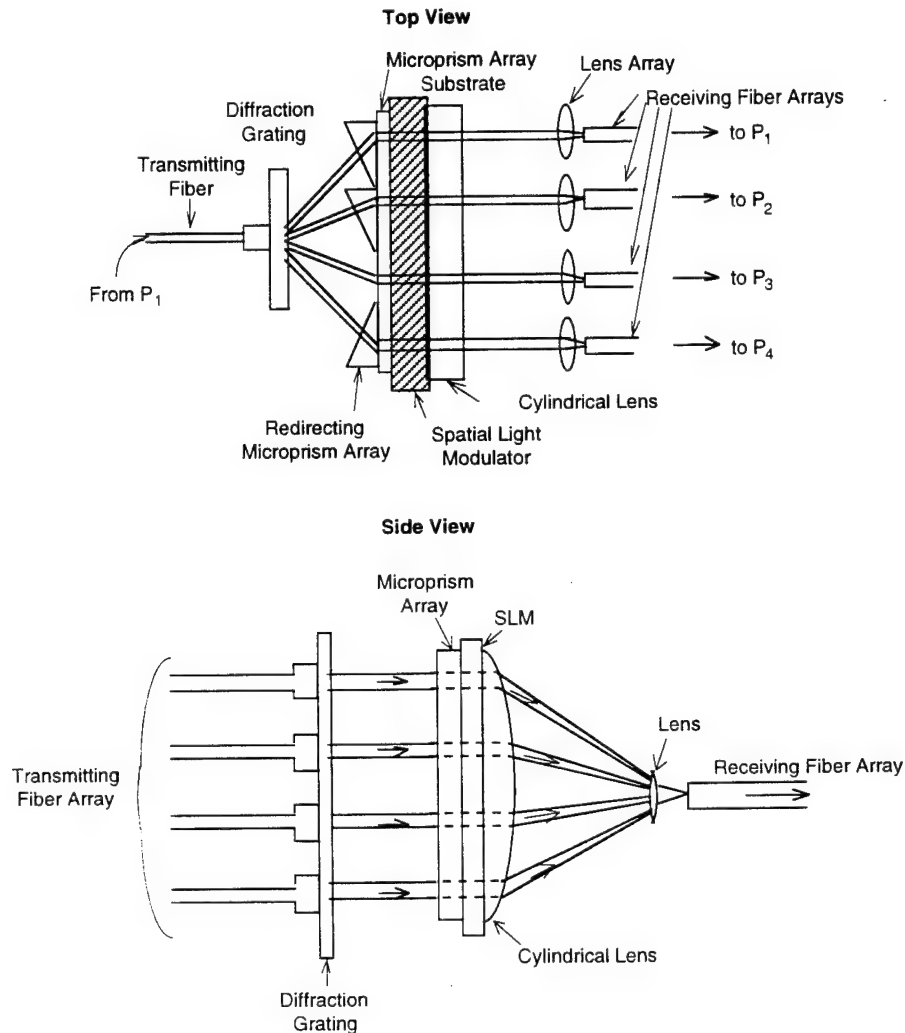 Top View
Microprism Array
Substrate
Lens Array
Diffraction
Grating
Receiving Fiber Arrays
Transmitting
Fiber
to P1
to P2
From P1
to P3
to P4
Redirecting
Microprism Array
Cylindrical Lens
Spatial Light
Modulator
Side View
Microprism
Array
SLM
Lens
Transmitting
Fiber Array
Receiving Fiber Array
Cylindrical Lens
Diffraction
Grating